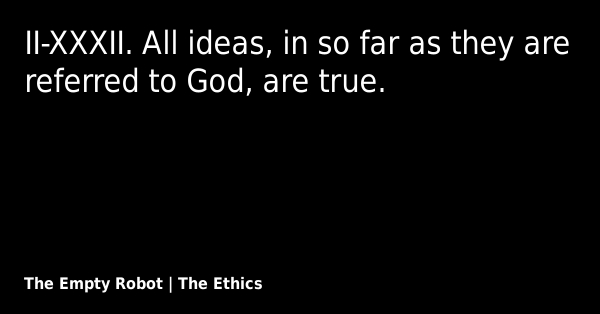 II-XXXII. All ideas, in so far as they are
referred to God, are true.
The Empty Robot | The Ethics